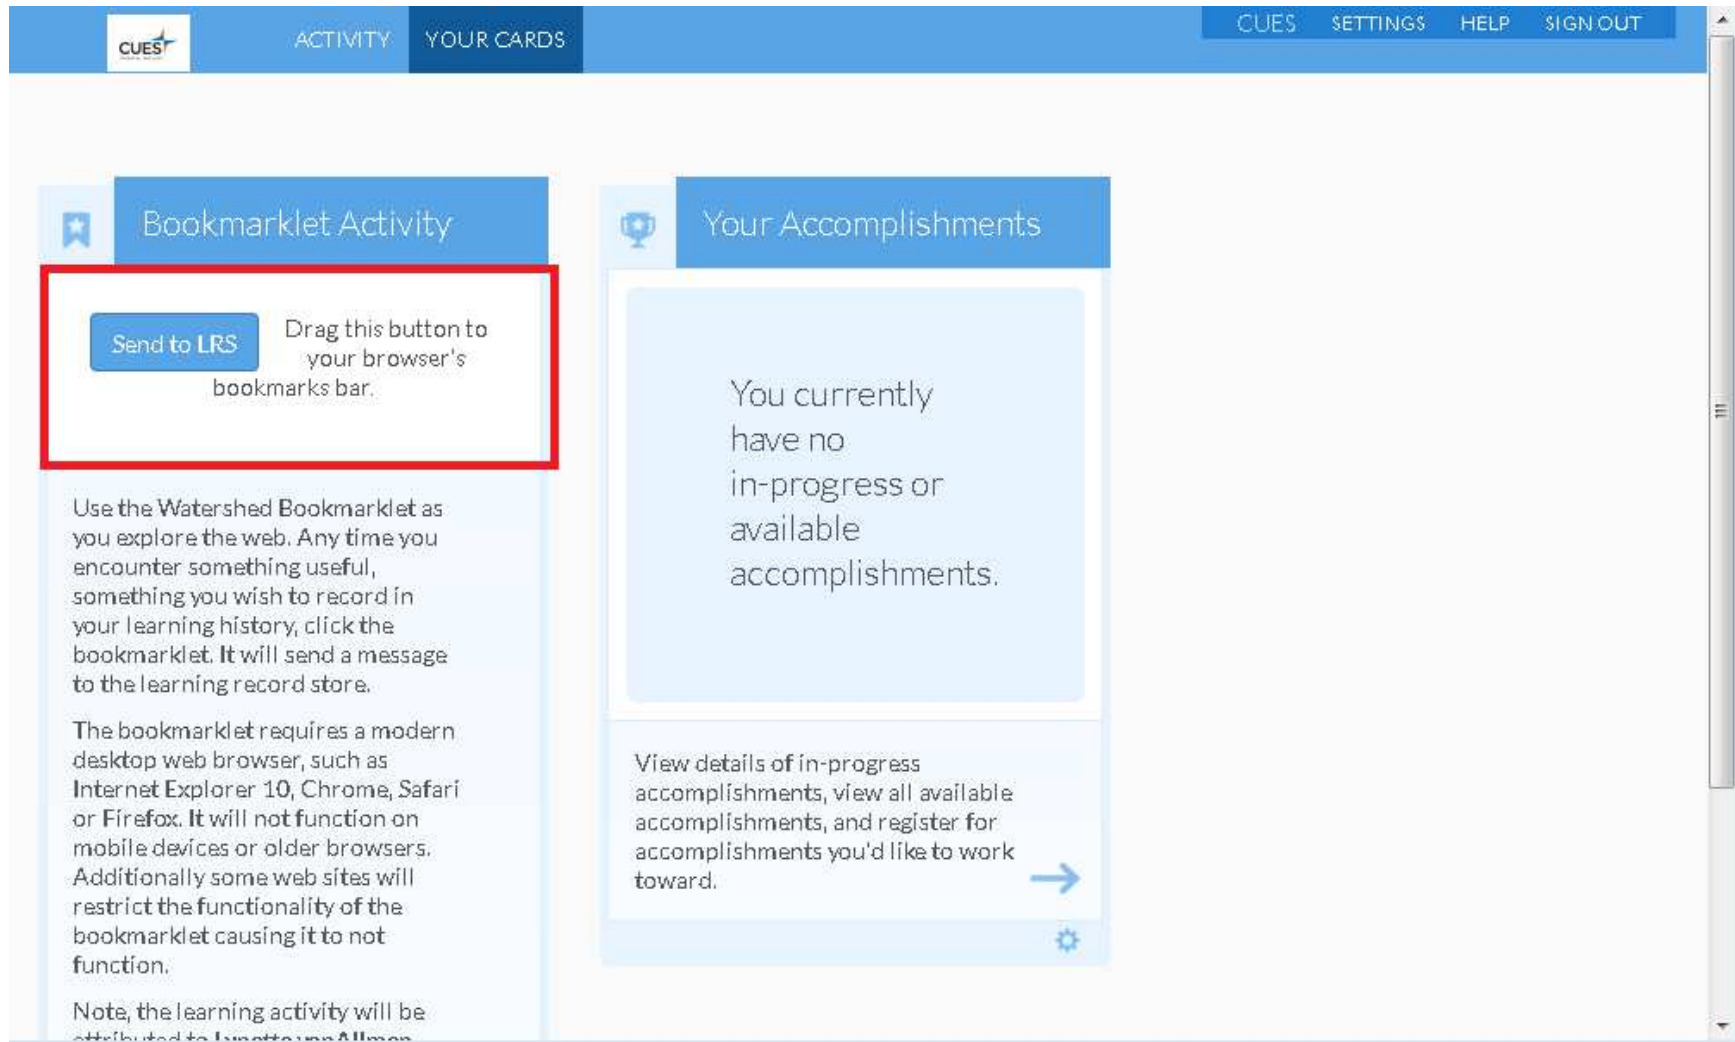 CUES
ACTIVITY
YOUR CARDS
CUES
SETTINGS
HELP
SIGN OUT
Bookmarklet Activity
Send to LRS
Drag this button to
your browser's
bookmarks bar.
Use the Watershed Bookmarklet as
you explore the web. Any time you
encounter something useful,
something you wish to record in
your learning history, click the
bookmarklet. It will send a message
to the learning record store.
The bookmarklet requires a modern
desktop web browser, such as
Internet Explorer 10, Chrome, Safari
or Firefox. It will not function on
mobile devices or older browsers.
Additionally some web sites will
restrict the functionality of the
bookmarklet causing it to not
function.
Note, the learning activity will be
attributed to
Your Accomplishments
You currently
have no
in-progress or
available
accomplishments.
View details of in-progress
accomplishments, view all available
accomplishments, and register for
accomplishments you'd like to work
toward.